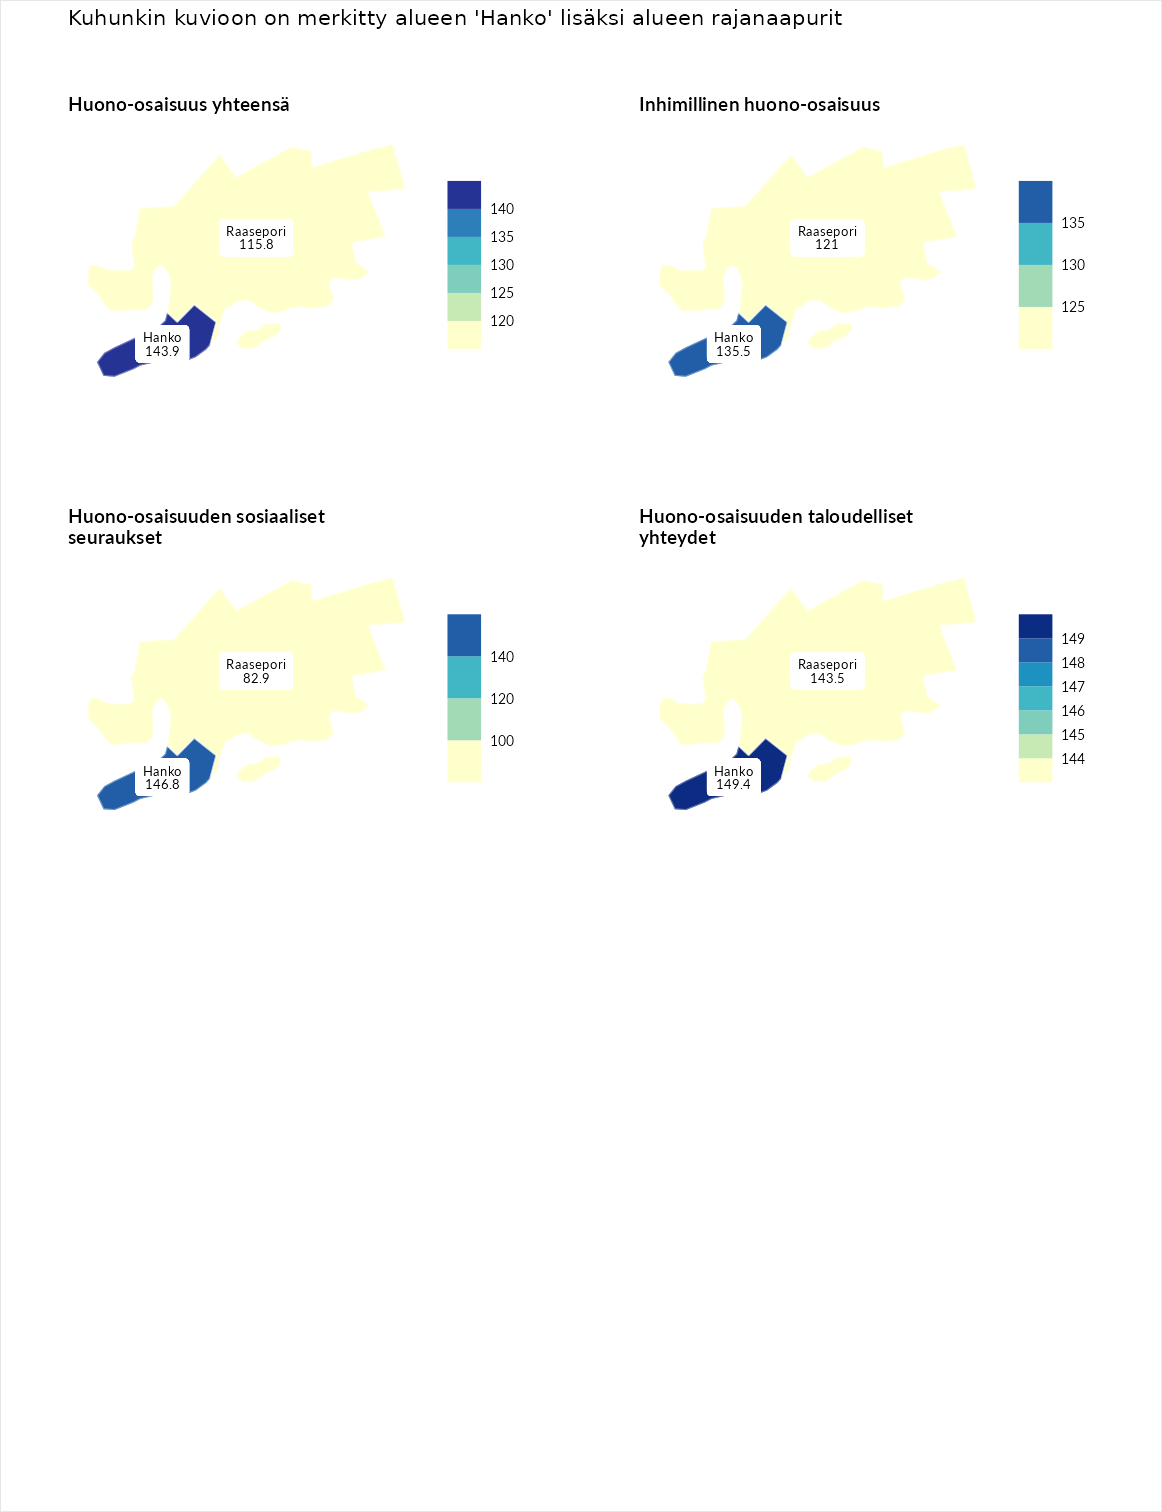 Kuhunkin kuvioon on merkitty alueen 'Hanko' lisäksi alueen rajanaapurit
Huono-osaisuus yhteensä
Raasepori
115.8
Hanko
143.9
140
135
130
125
120
Inhimillinen huono-osaisuus
Raasepori
121
Hanko
135.5
135
130
125
Huono-osaisuuden sosiaaliset
seuraukset
Raasepori
82.9
Hanko
146.8
140
120
100
Huono-osaisuuden taloudelliset
yhteydet
Raasepori
143.5
Hanko
149.4
149
148
147
146
145
144